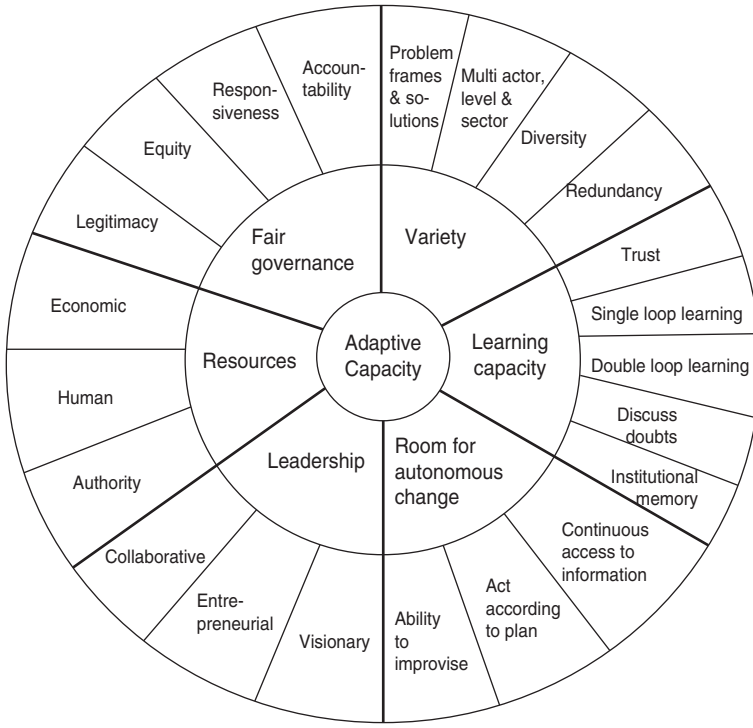 Problem
frames
& so-
lutions
Multi actor,
level &
sector
Diversity
Redundancy
Trust
Single loop learning
Double loop learning
Discuss
doubts
Institutional
memory
Continuous
access to
information
Act
according
to plan
Ability
to
improvise
Visionary
Entre-
preneurial
Collaborative
Authority
Human
Economic
Legitimacy
Equity
Respon-
siveness
Accoun-
tability
Fair
governance
Variety
Learning
capacity
Room for
autonomous
change
Leadership
Resources
Adaptive
Capacity